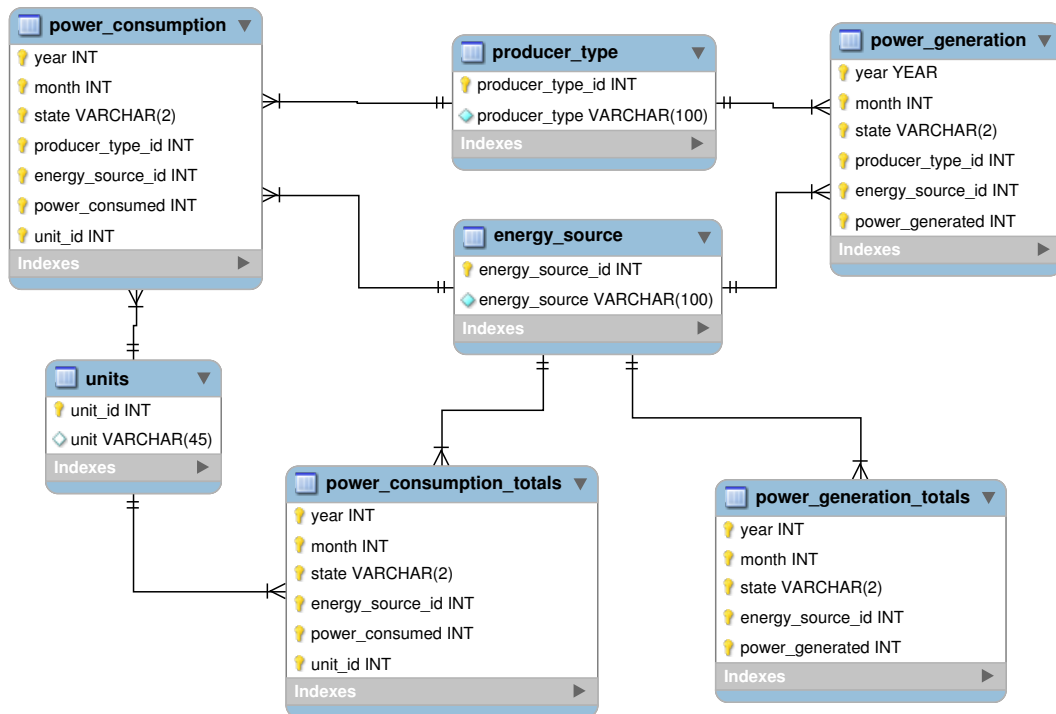 power_consumption
year INT
month INT
state VARCHAR(2)
producer_type_id INT
energy_source_id INT
power_consumed INT
unit_id INT
Indexes
producer_type
producer_type_id INT
producer_type VARCHAR(100)
Indexes
power_generation
year YEAR
month INT
state VARCHAR(2)
producer_type_id INT
energy_source_id INT
power_generated INT
Indexes
energy_source
energy_source_id INT
energy_source VARCHAR(100)
Indexes
units
unit_id INT
unit VARCHAR(45)
Indexes
power_consumption_totals
year INT
month INT
state VARCHAR(2)
energy_source_id INT
power_consumed INT
unit_id INT
Indexes
power_generation_totals
year INT
month INT
state VARCHAR(2)
energy_source_id INT
power_generated INT
Indexes